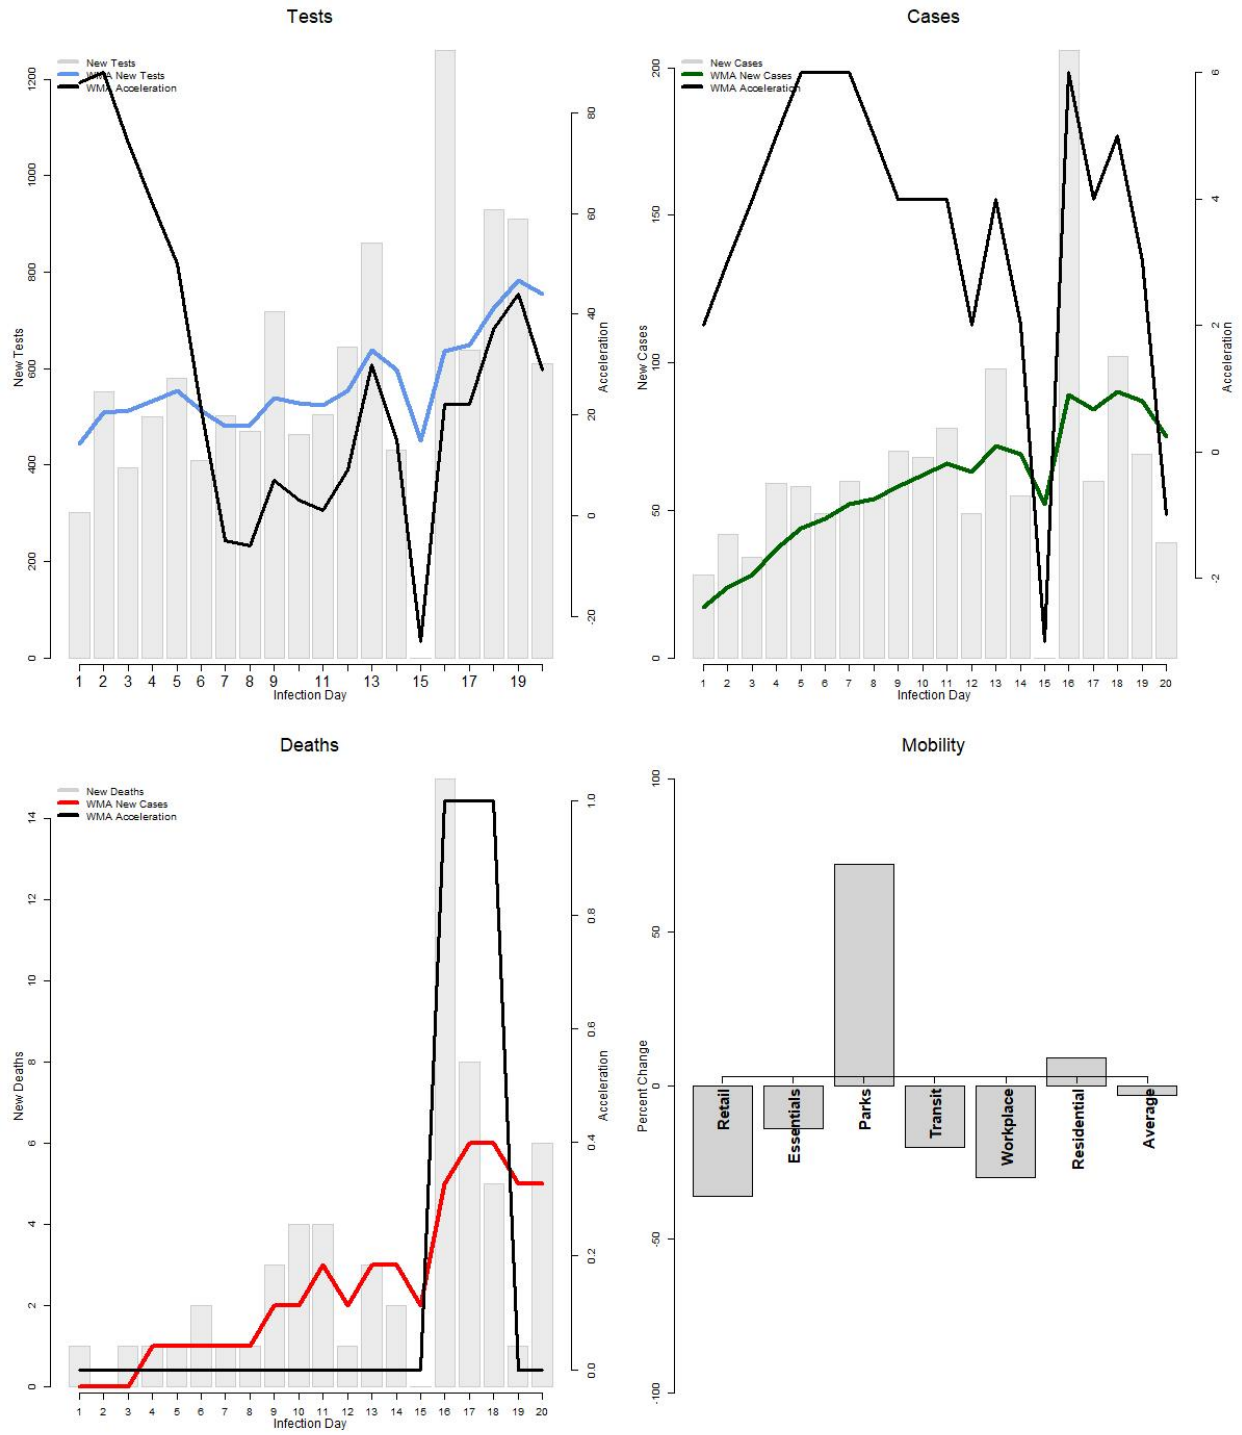 Tests
New Tests
WMA New Tests
WMA Acceleration
New Tests
0 200 400 600 800 1000 1200
Acceleration
-20 0 20 40 60 80
1 2 3 4 5 6 7 8 9 11 13 15 17 19
Infection Day
Cases
New Cases
WMA New Cases
WMA Acceleration
New Cases
0 50 100 150 200
Acceleration
-2 0 2 4 6
1 2 3 4 5 6 7 8 9 10 11 12 13 14 15 16 17 18 19 20
Infection Day
Deaths
New Deaths
WMA New Cases
WMA Acceleration
New Deaths
0 2 4 6 8 10 12 14
Acceleration
0.0 0.2 0.4 0.6 0.8 1.0
1 2 3 4 5 6 7 8 9 10 11 12 13 14 15 16 17 18 19 20
Infection Day
Mobility
Percent Change
-100 -50 0 50 100
Retail
Essentials
Parks
Transit
Workplace
Residential
Average